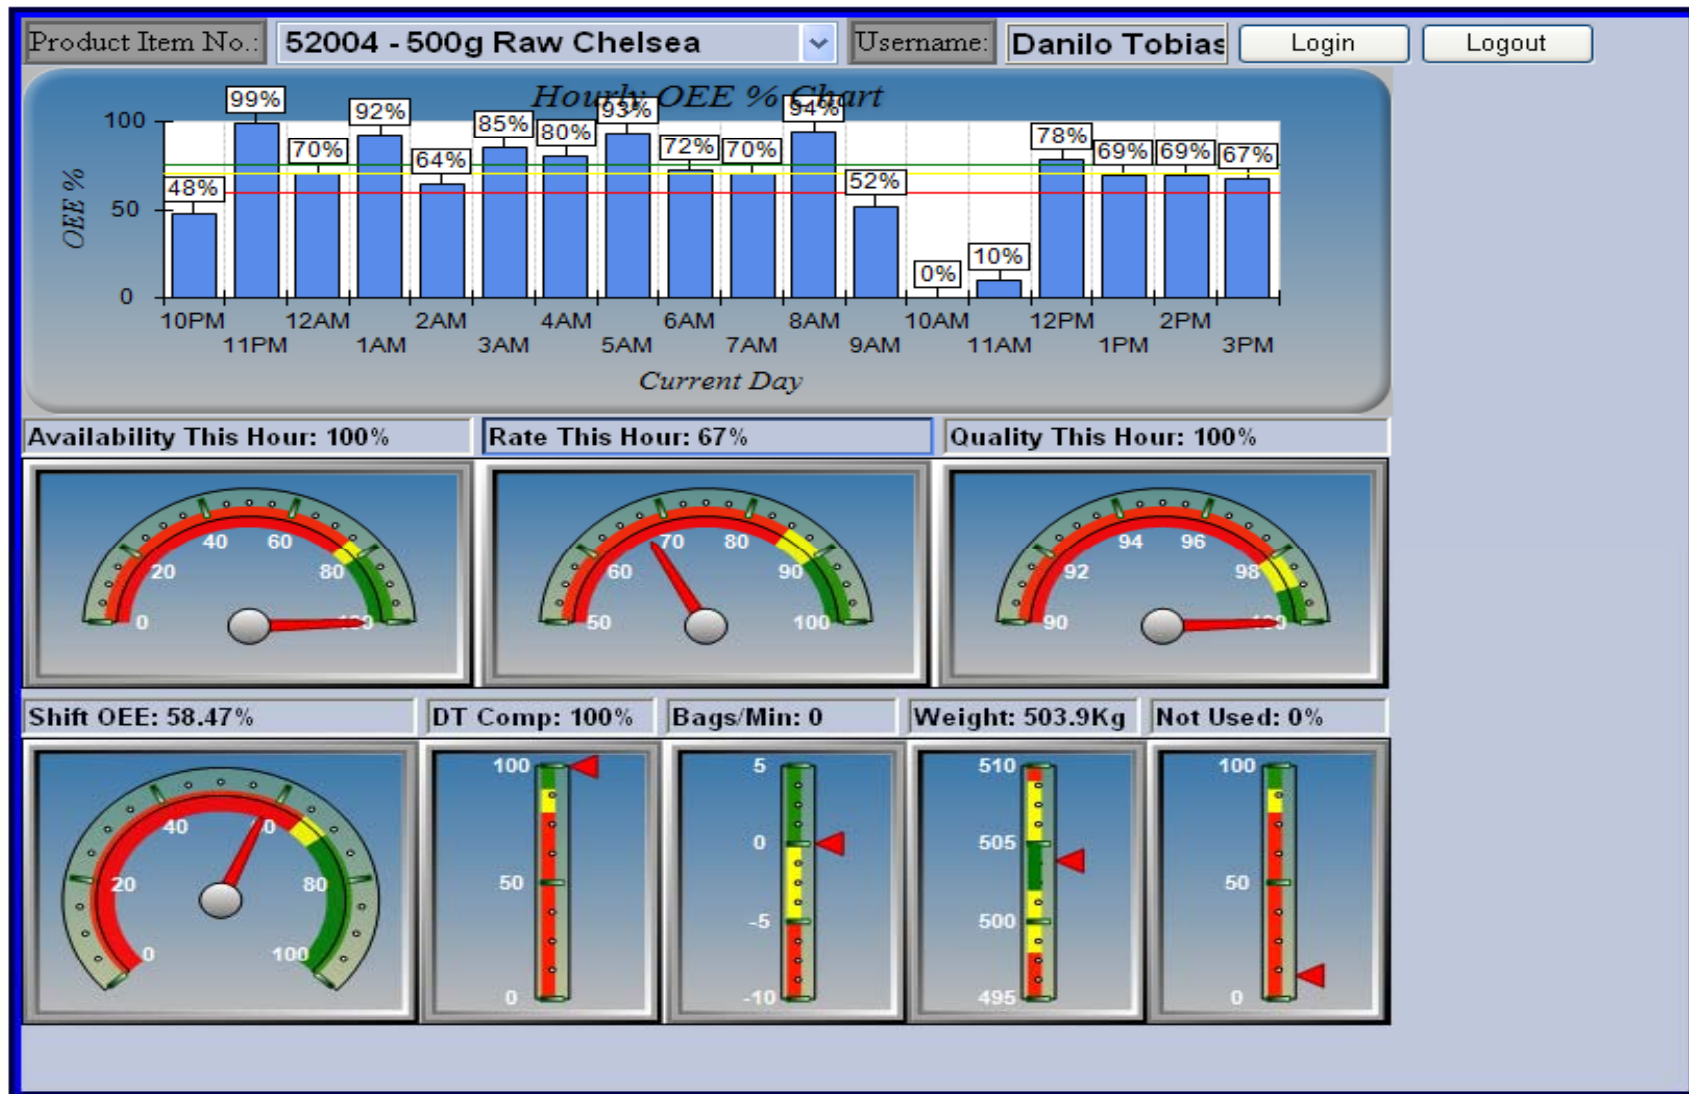 Product Item No.: 52004 - 500g Raw Chelsea Username: Danilo Tobias Login Logout
Hourly OEE % Chart
99% 92% 85% 80% 93% 94% 78%
100 70% 64% 72% 70% 69% 69% 67%
48% 52%
OEE %
50
0% 10%
0
10PM 12AM 2AM 4AM 6AM 8AM 10AM 12PM 2PM
11PM 1AM 3AM 5AM 7AM 9AM 11AM 1PM 3PM
Current Day
Availability This Hour: 100% Rate This Hour: 67% Quality This Hour: 100%
40 60 70 80 94 96
20 80 60 90 92 98
0 100 50 100 90 100
Shift OEE: 58.47% DT Comp: 100% Bags/Min: 0 Weight: 503.9Kg Not Used: 0%
100 5 510 100
40 60 0 505
20 80 50 -5 500 50
0 100 0 -10 495 0